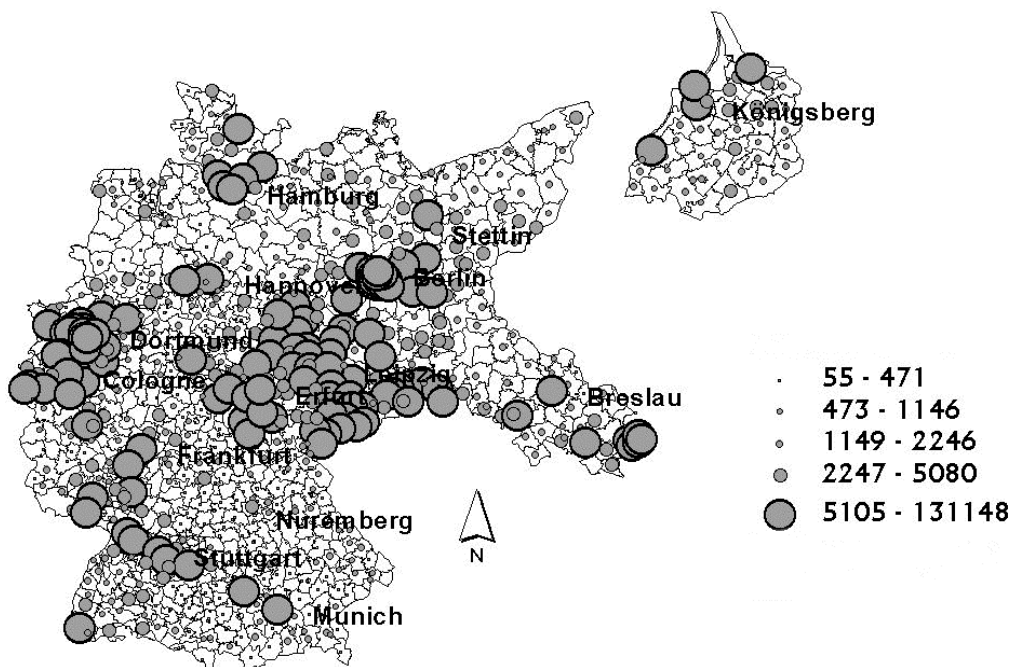 Königsberg
Hamburg
Stettin
Hannover
Berlin
Dortmund
Cologne
Leipzig
Erfurt
Breslau
Frankfurt
Nuremberg
Stuttgart
Munich
N
55 - 471
473 - 1146
1149 - 2246
2247 - 5080
5105 - 131148